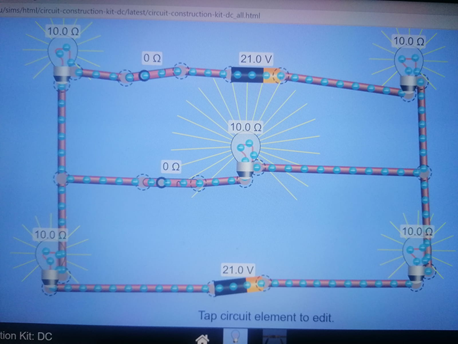 u/sims/html/circuit-construction-kit-dc/latest/circuit-construction-kit-dc_all.html
10.0 Ω
0 Ω
21.0 V
10.0 Ω
10.0 Ω
0 Ω
10.0 Ω
10.0 Ω
21.0 V
Tap circuit element to edit.
tion Kit: DC